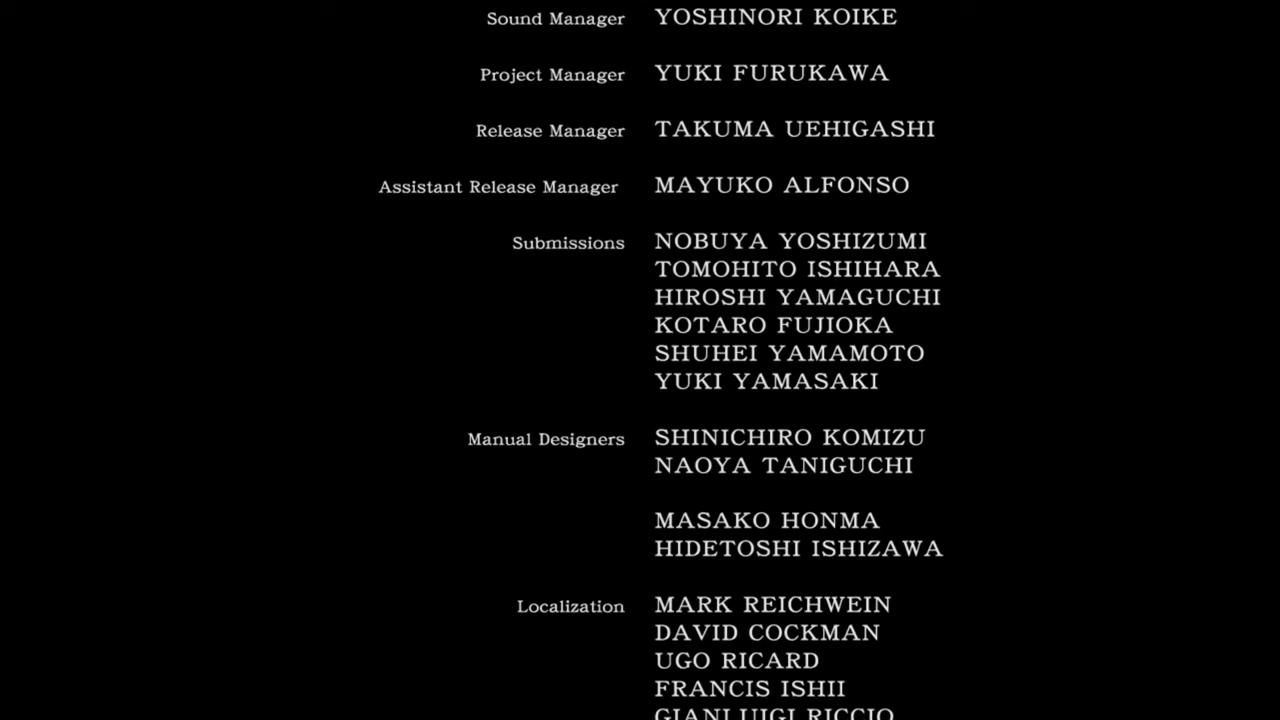 Sound Manager YOSHINORI KOIKE
Project Manager YUKI FURUKAWA
Release Manager TAKUMA UEHIGASHI
Assistant Release Manager MAYUKO ALFONSO
Submissions NOBUYA YOSHIZUMI
TOMOHITO ISHIHARA
HIROSHI YAMAGUCHI
KOTARO FUJIOKA
SHUHEI YAMAMOTO
YUKI YAMASAKI
Manual Designers SHINICHIRO KOMIZU
NAOYA TANIGUCHI
MASAKO HONMA
HIDETOSHI ISHIZAWA
Localization MARK REICHWEIN
DAVID COCKMAN
UGO RICARD
FRANCIS ISHII
GIANLUIGI RICCIO